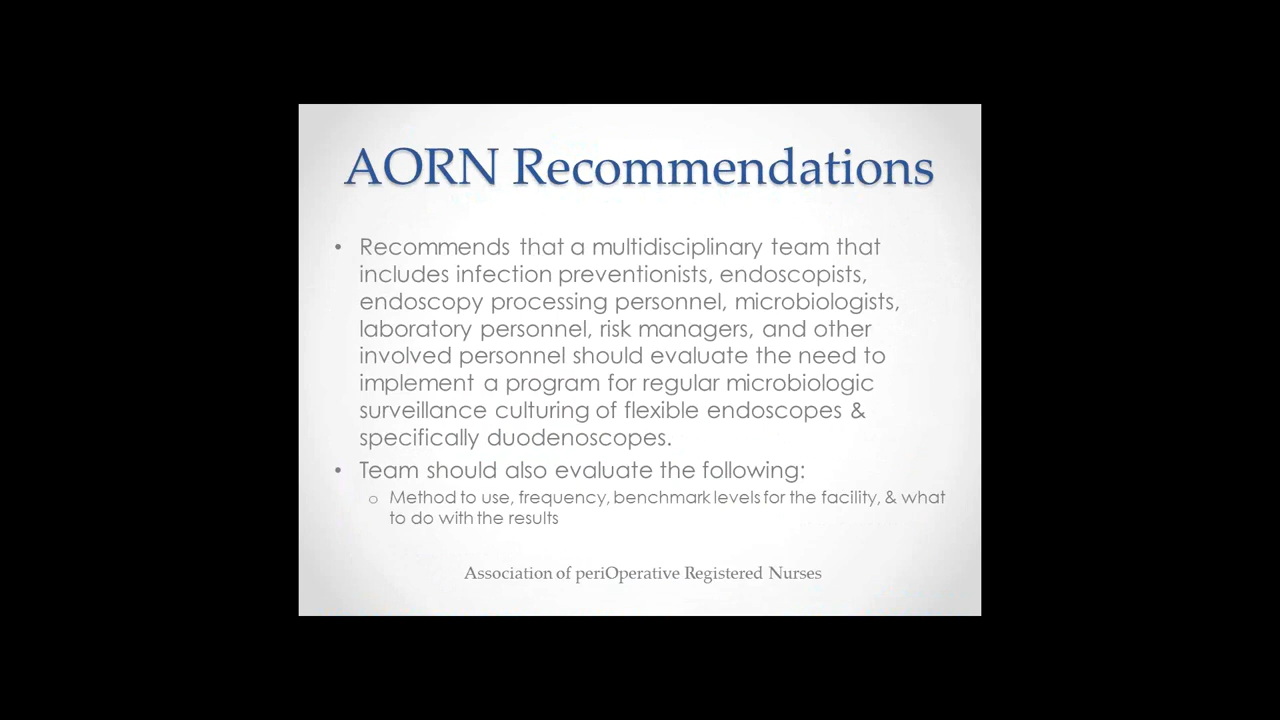 AORN Recommendations
• Recommends that a multidisciplinary team that
includes infection preventionists, endoscopists,
endoscopy processing personnel, microbiologists,
laboratory personnel, risk managers, and other
involved personnel should evaluate the need to
implement a program for regular microbiologic
surveillance culturing of flexible endoscopes &
specifically duodenoscopes.
• Team should also evaluate the following:
o Method to use, frequency, benchmark levels for the facility, & what
to do with the results
Association of periOperative Registered Nurses